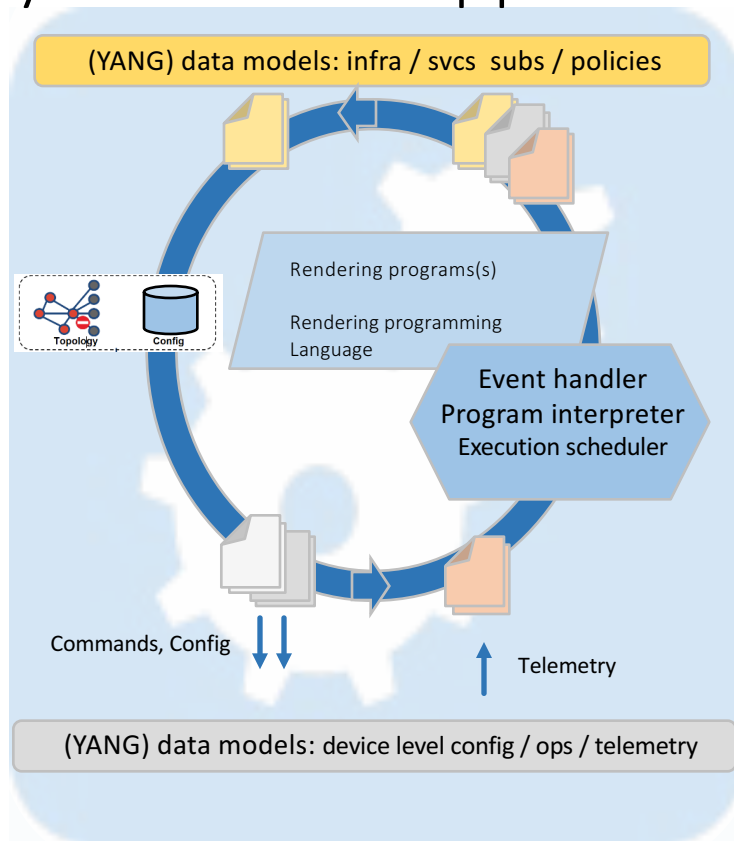 (YANG) data models: infra / svcs subs / policies
Rendering programs(s)
Rendering programming
Language
Topology
Config
Event handler
Program interpreter
Execution scheduler
Commands, Config
Telemetry
(YANG) data models: device level config / ops / telemetry